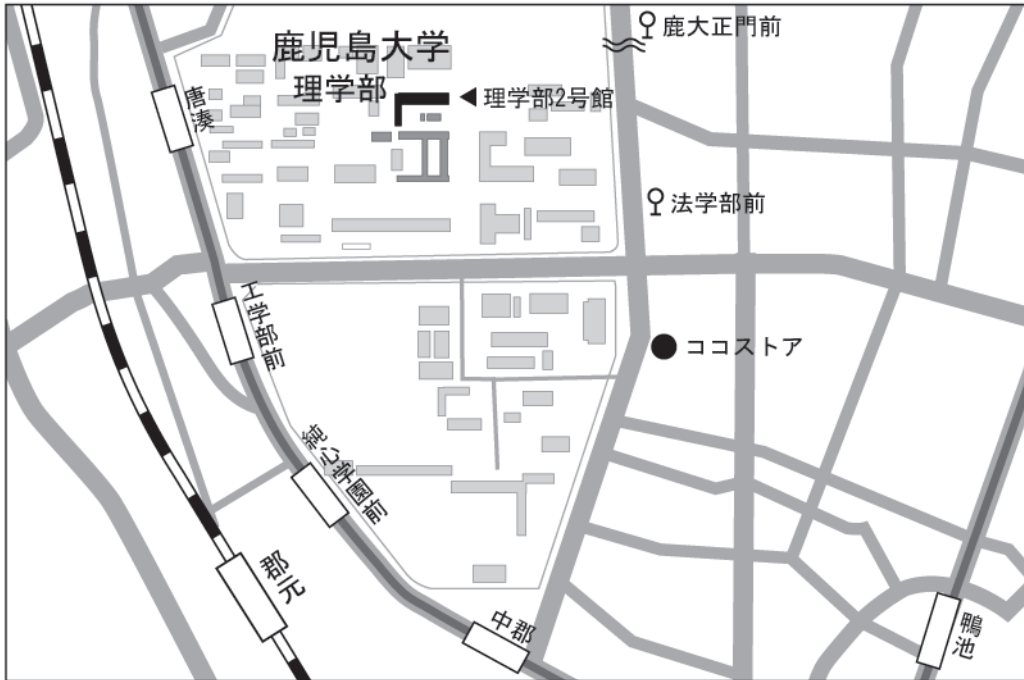 鹿大正門前
鹿児島大学
理学部
理学部2号館
唐湊
法学部前
工学部前
ココストア
純心学園前
郡元
中郡
鴨池